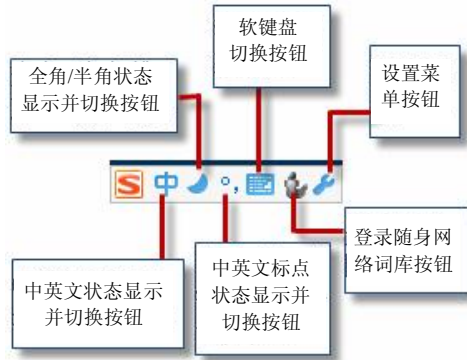 软键盘
切换按钮
全角/半角状态
显示并切换按钮
设置菜
单按钮
S 中 °,
登录随身网
络词库按钮
中英文标点
状态显示并
切换按钮
中英文状态显示
并切换按钮